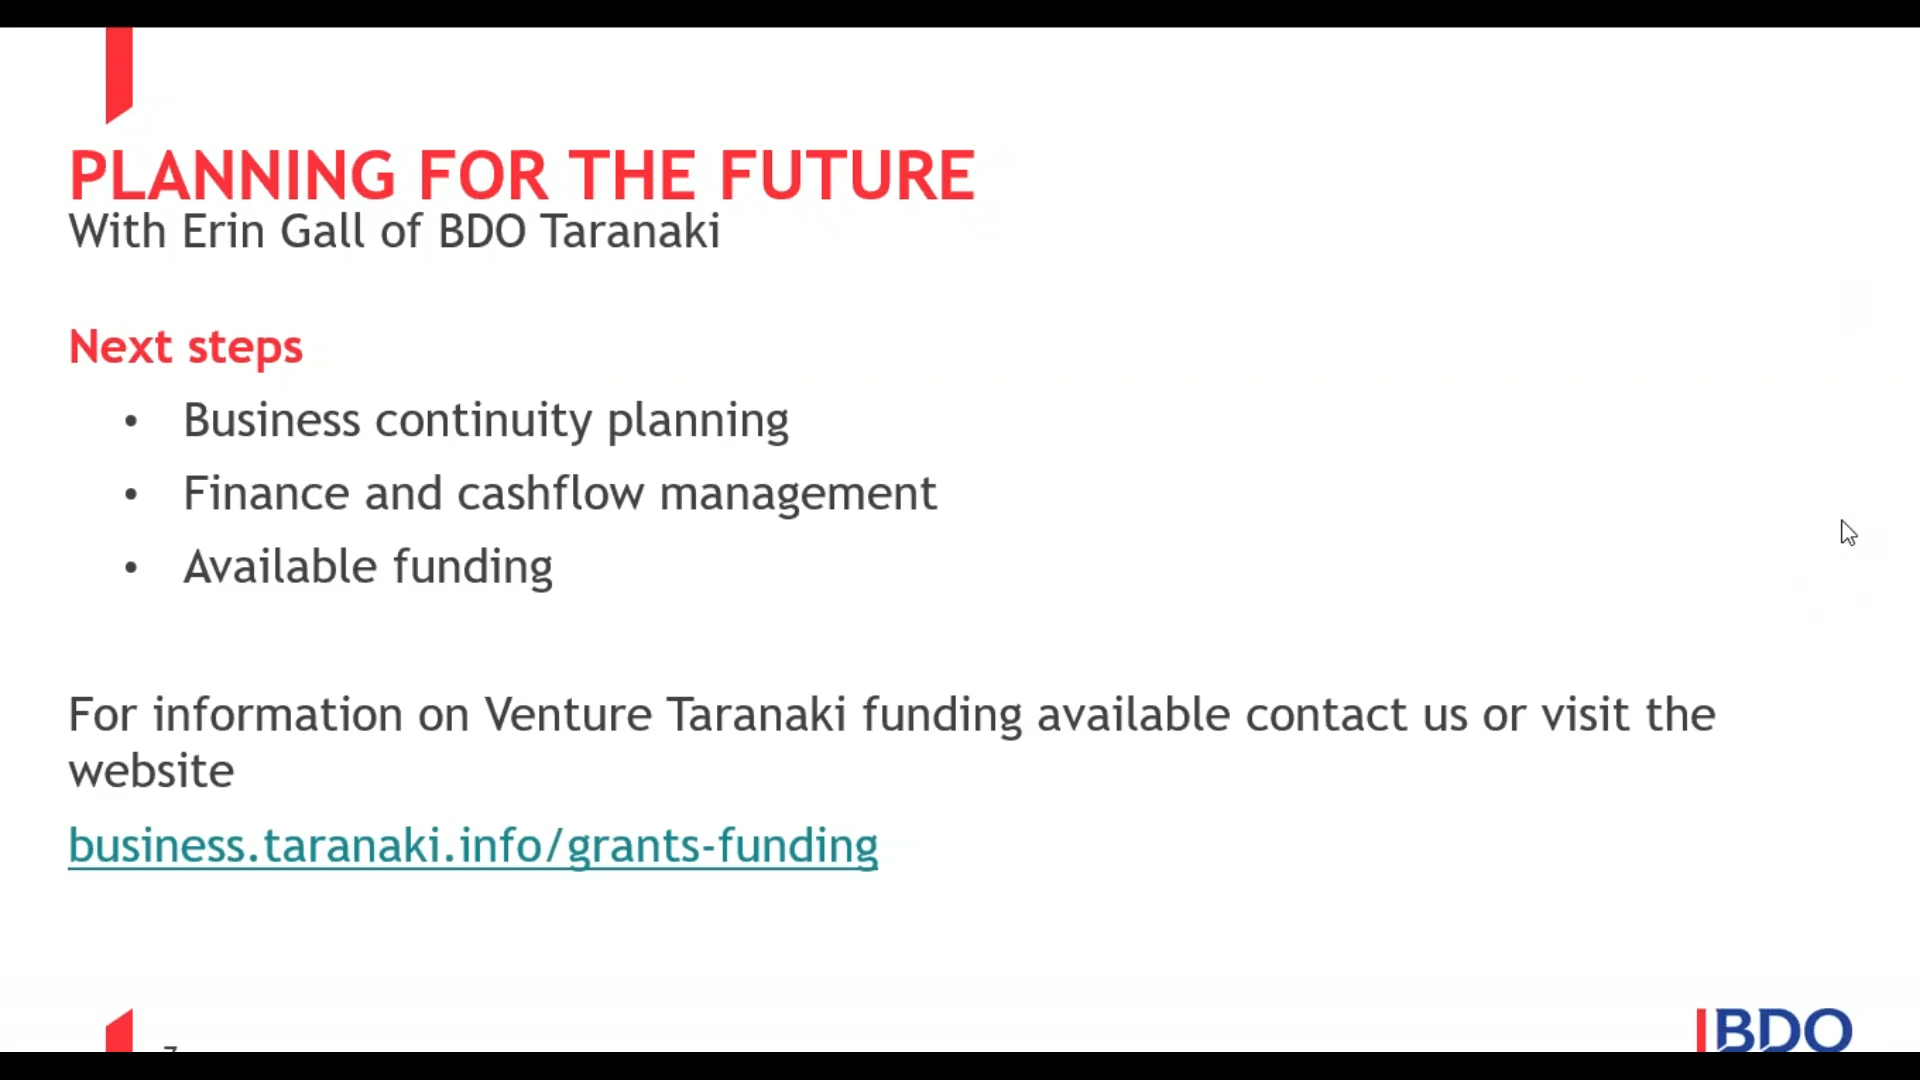 PLANNING FOR THE FUTURE
With Erin Gall of BDO Taranaki
Next steps
• Business continuity planning
• Finance and cashflow management
• Available funding
For information on Venture Taranaki funding available contact us or visit the
website
business.taranaki.info/grants-funding
BDO